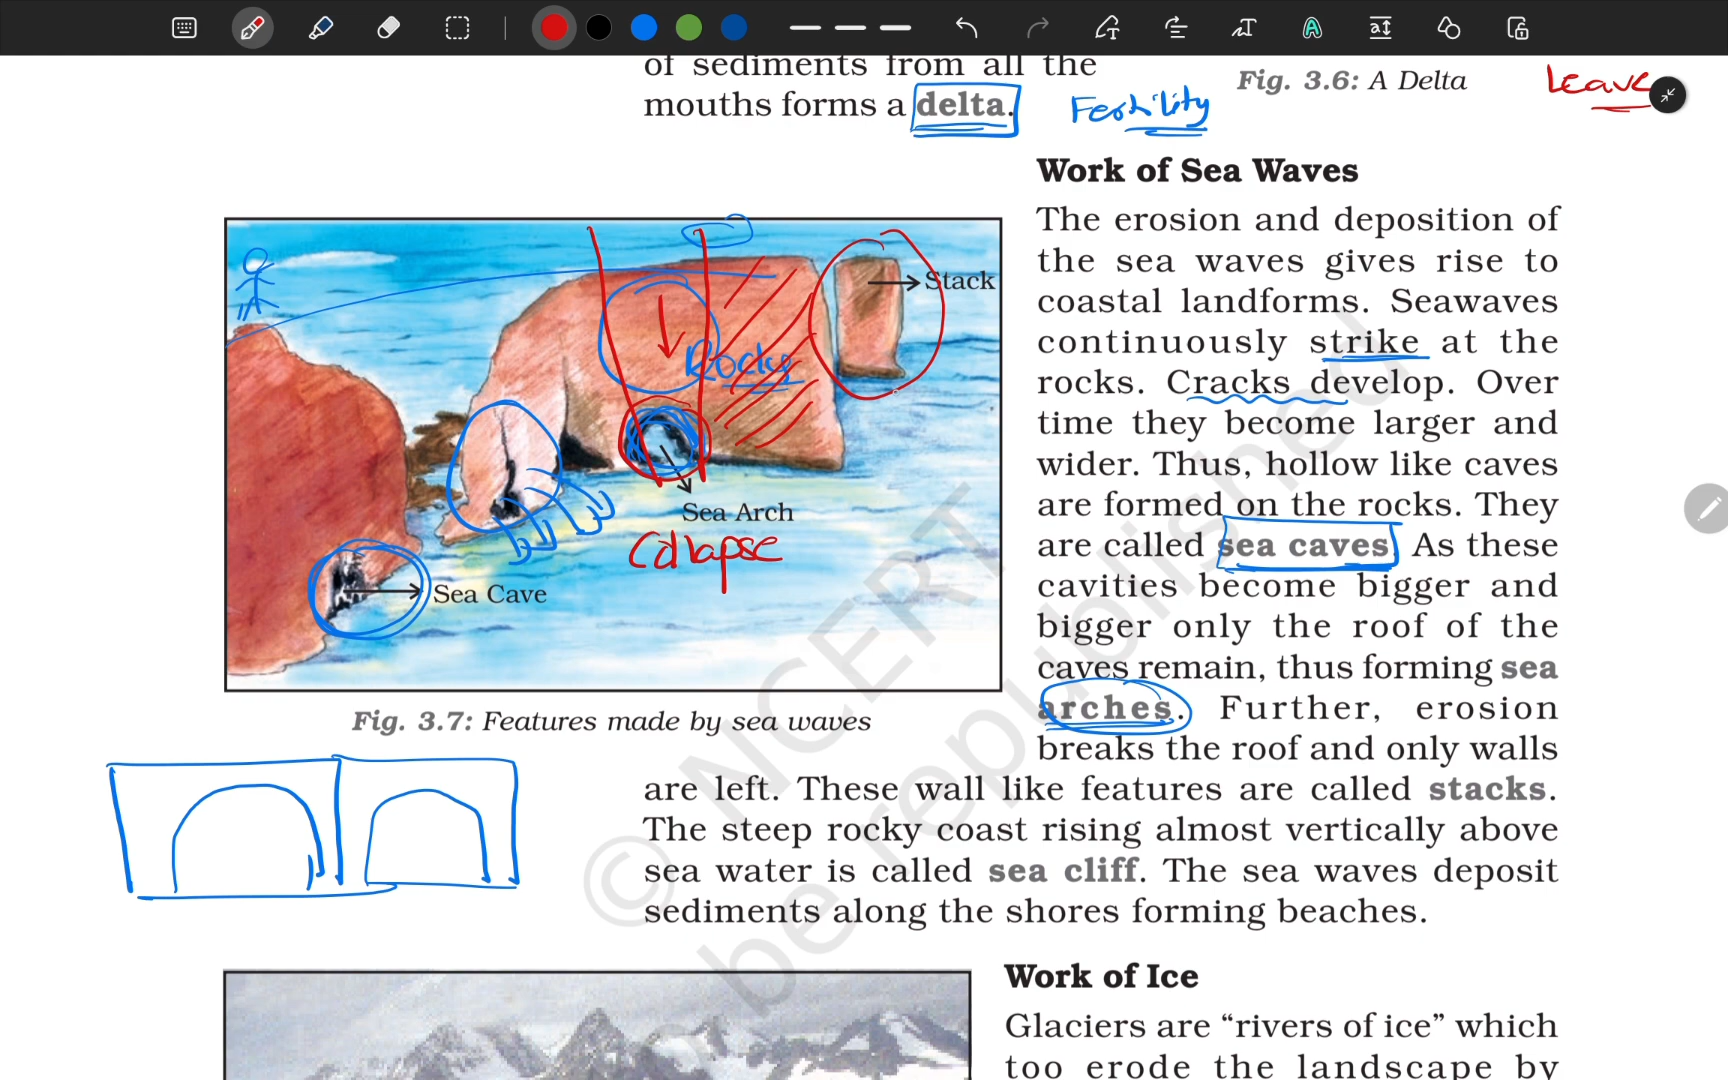 of sediments from all the
mouths forms a delta.
Fertility
Fig. 3.6: A Delta
Leave
Work of Sea Waves
The erosion and deposition of
the sea waves gives rise to
coastal landforms. Seawaves
continuously strike at the
rocks. Cracks develop. Over
time they become larger and
wider. Thus, hollow like caves
are formed on the rocks. They
are called sea caves. As these
cavities become bigger and
bigger only the roof of the
caves remain, thus forming sea
arches. Further, erosion
breaks the roof and only walls
are left. These wall like features are called stacks.
The steep rocky coast rising almost vertically above
sea water is called sea cliff. The sea waves deposit
sediments along the shores forming beaches.
Stack
Rocky
Sea Arch
Collapse
Sea Cave
Fig. 3.7: Features made by sea waves
Work of Ice
Glaciers are “rivers of ice” which
too erode the landscape by
© NCERT
be republished